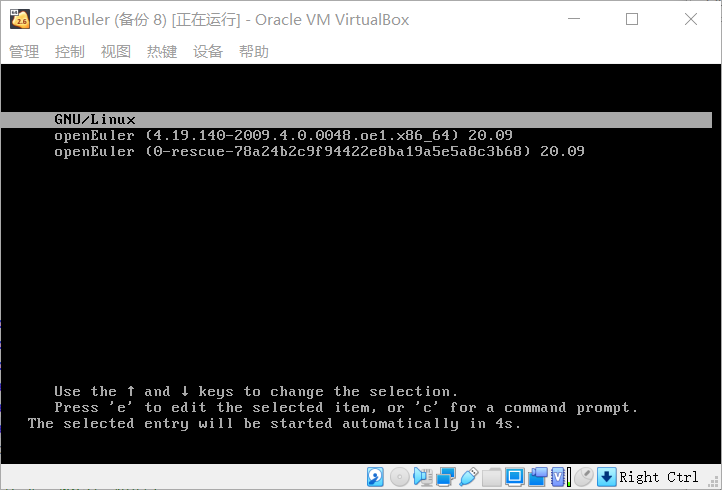 openBuler (备份 8) [正在运行] - Oracle VM VirtualBox
管理 控制 视图 热键 设备 帮助
GNU/Linux
openEuler (4.19.140-2009.4.0.0048.oe1.x86_64) 20.09
openEuler (0-rescue-78a24b2c9f94422e8ba19a5e5a8c3b68) 20.09
Use the ↑ and ↓ keys to change the selection.
Press 'e' to edit the selected item, or 'c' for a command prompt.
The selected entry will be started automatically in 4s.
Right Ctrl